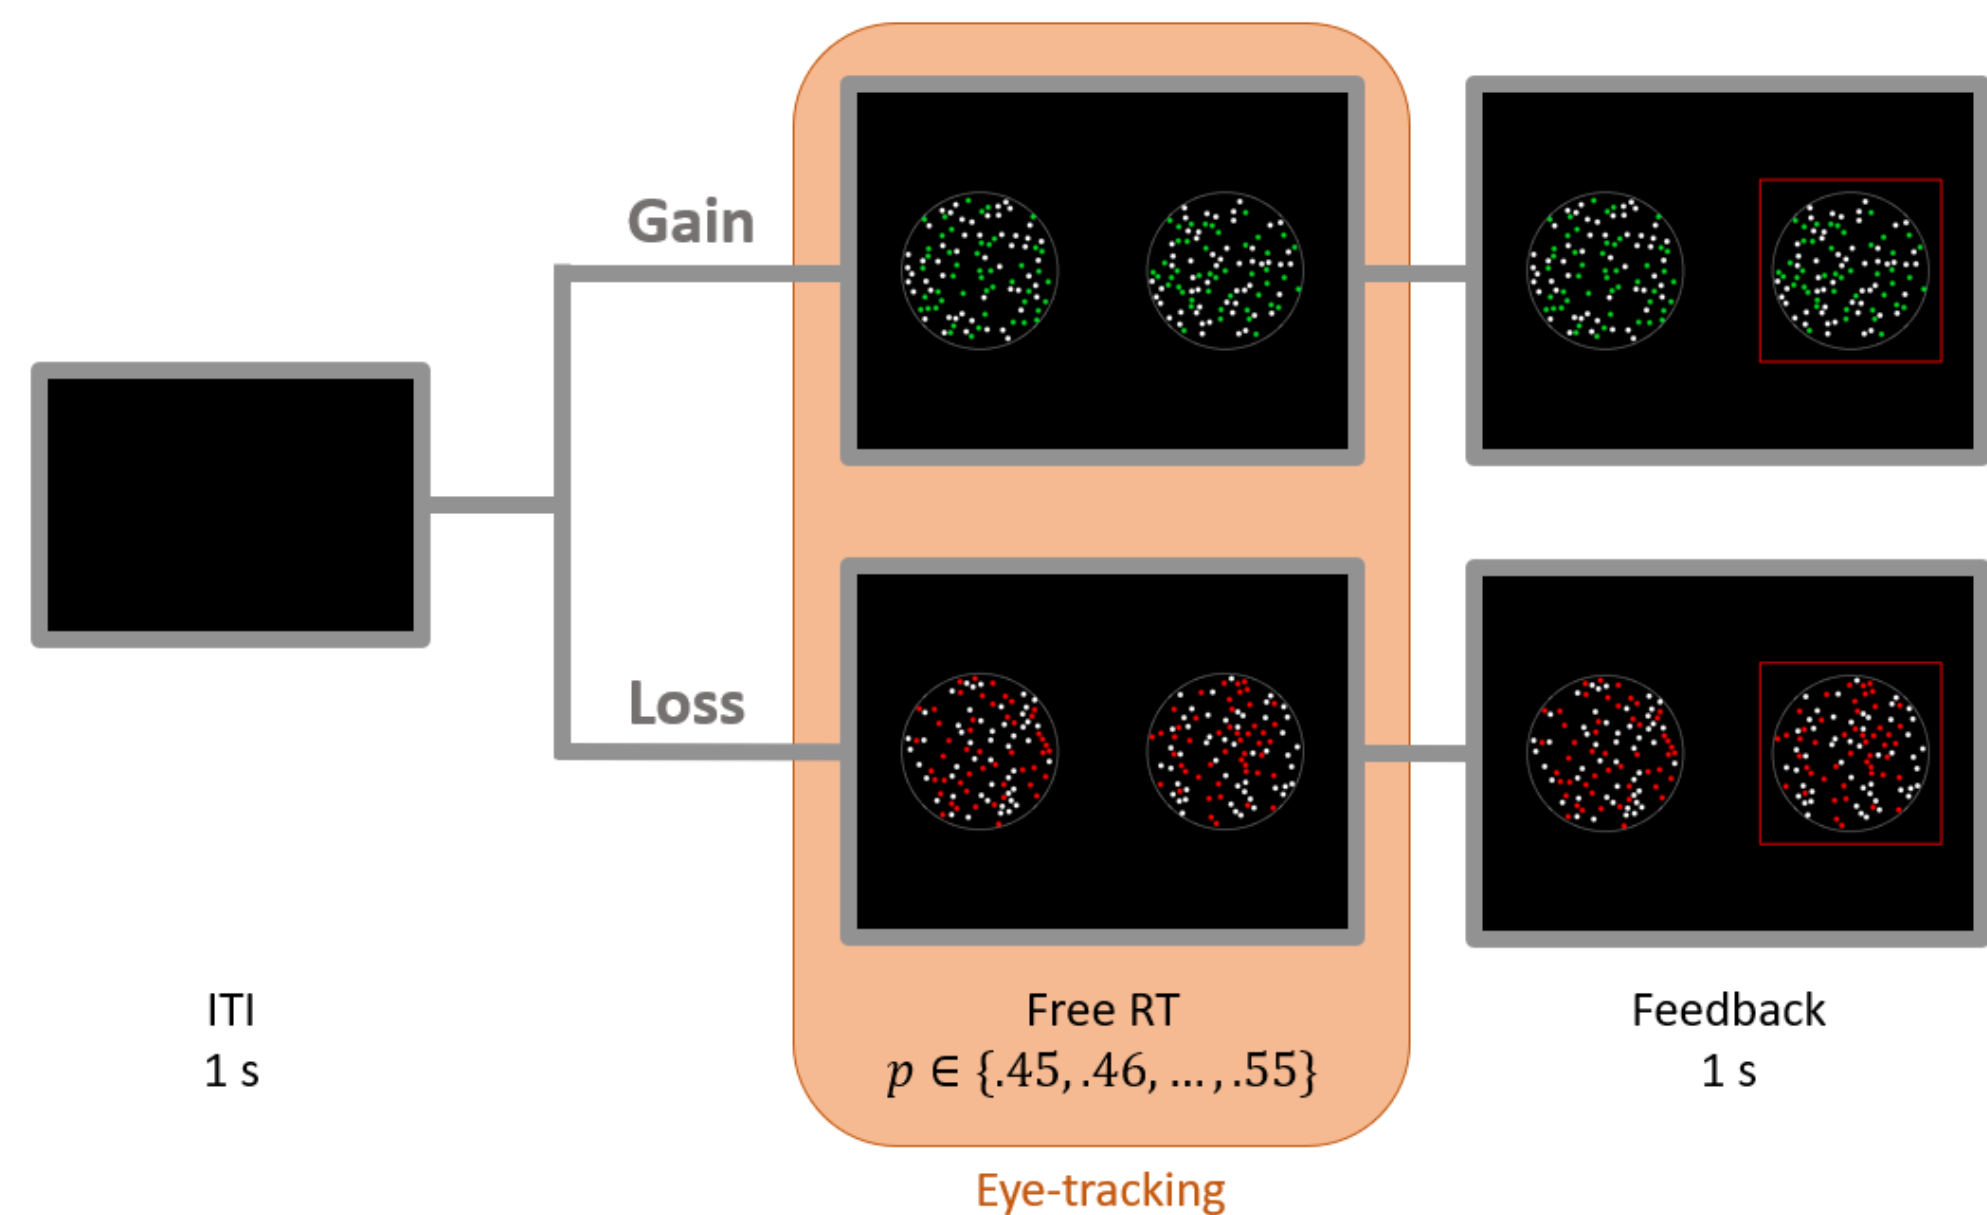 Gain
Loss
ITI
1 s
Free RT
p ∈ {.45, .46, ... , .55}
Feedback
1 s
Eye-tracking